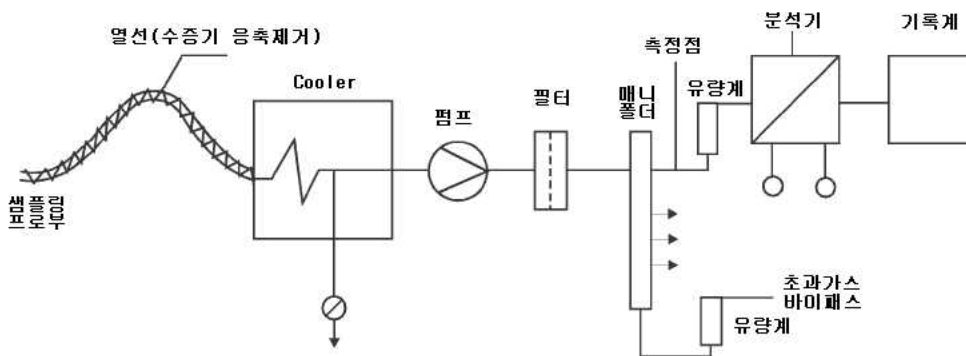 열선(수증기 응축제거)
Cooler
펌프
필터
매니
폴더
측정점
유량계
분석기
기록계
샘플링
프로부
초과가스
바이패스
유량계